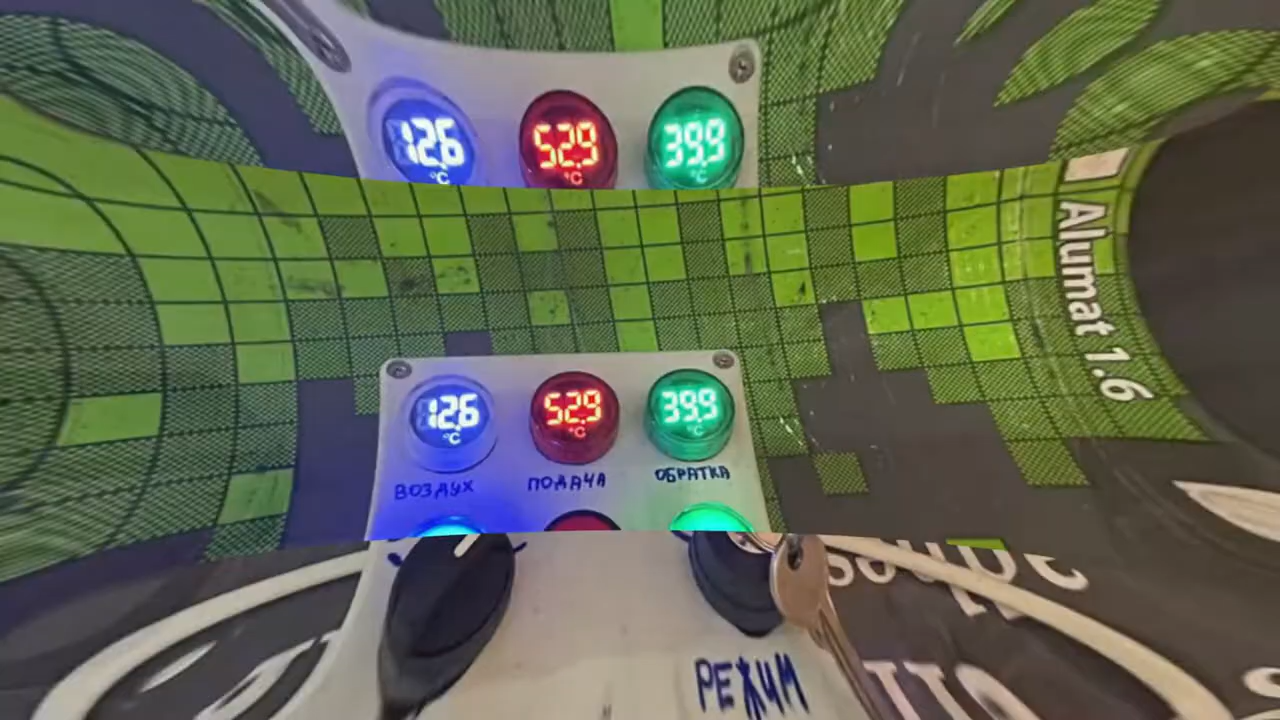 12.6 52.9 39.9
°C °C °C
Alumat 1.6
12.6 52.9 39.9
°C °C °C
ВОЗДУХ ПОДАЧА ОБРАТКА
РЕЖИМ